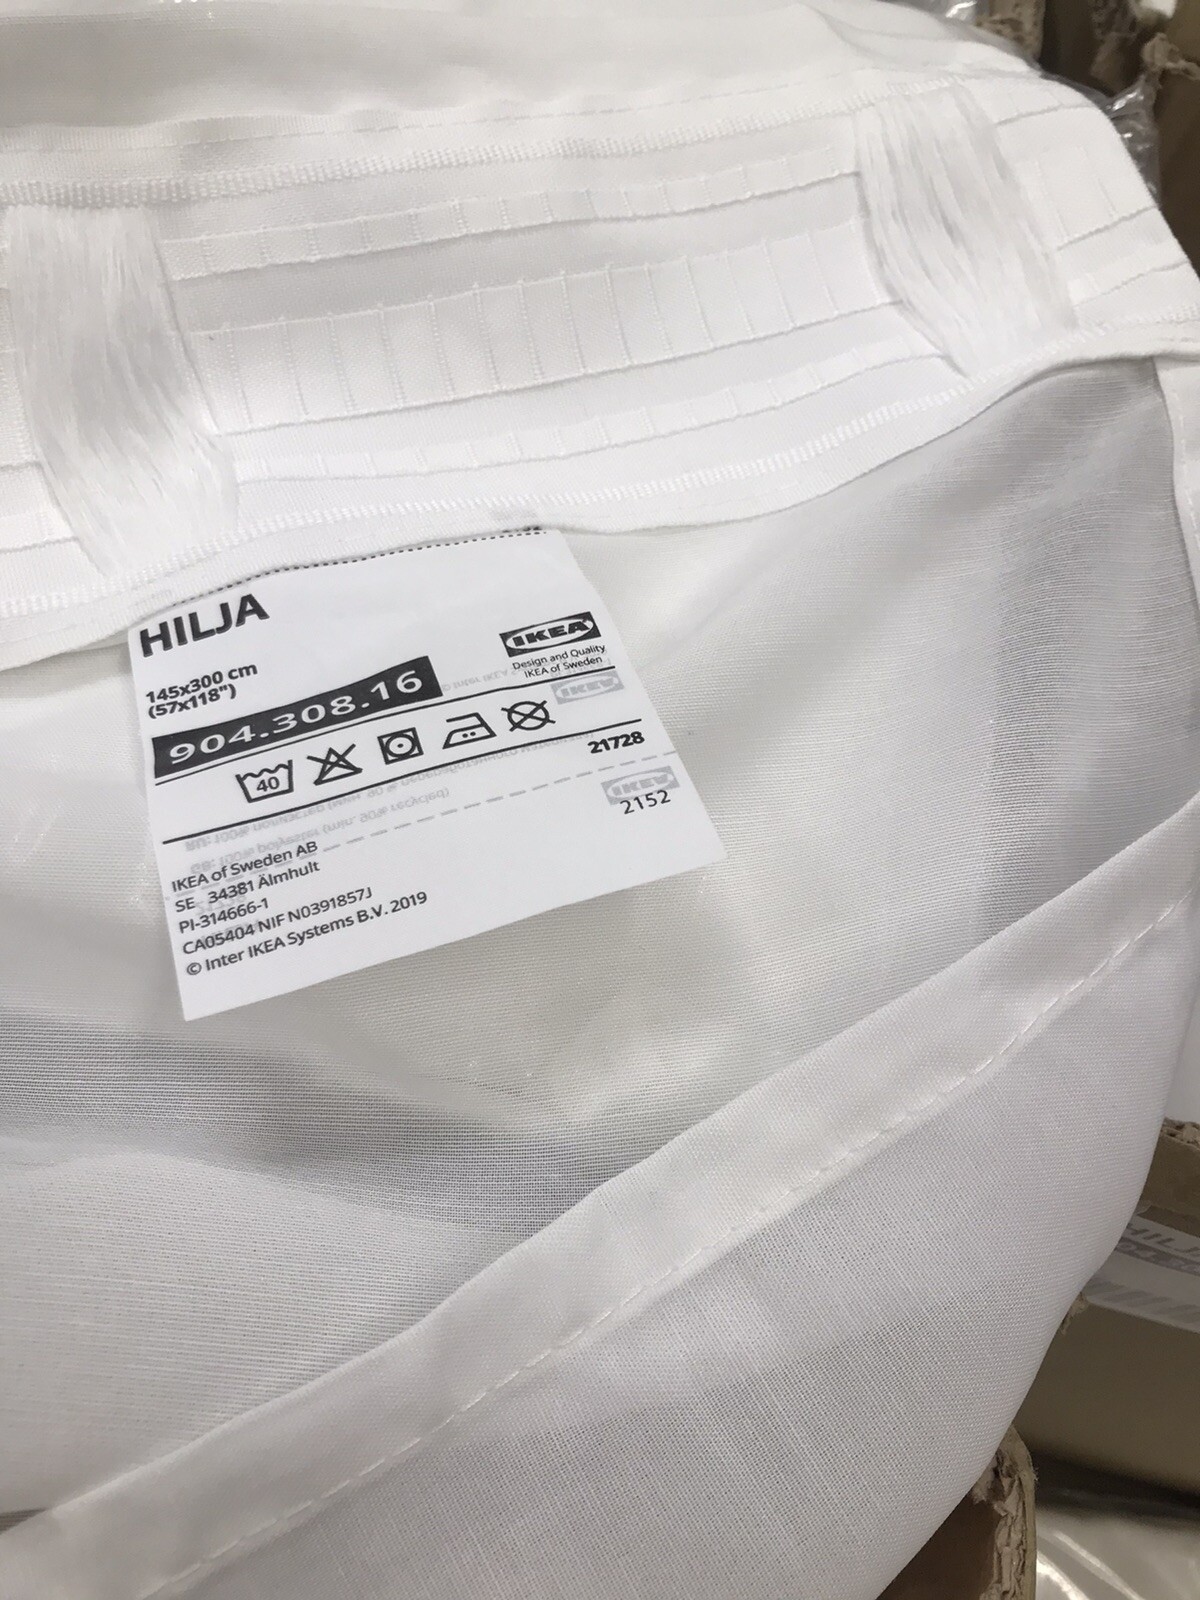 HILJA
IKEA
Design and Quality
IKEA of Sweden
145x300 cm
(57x118")
904.308.16
40
21728
IKEA
2152
IKEA of Sweden AB
SE 34381 Älmhult
PI-314666-1
CA05404 NIF N0391857J
© Inter IKEA Systems B.V. 2019